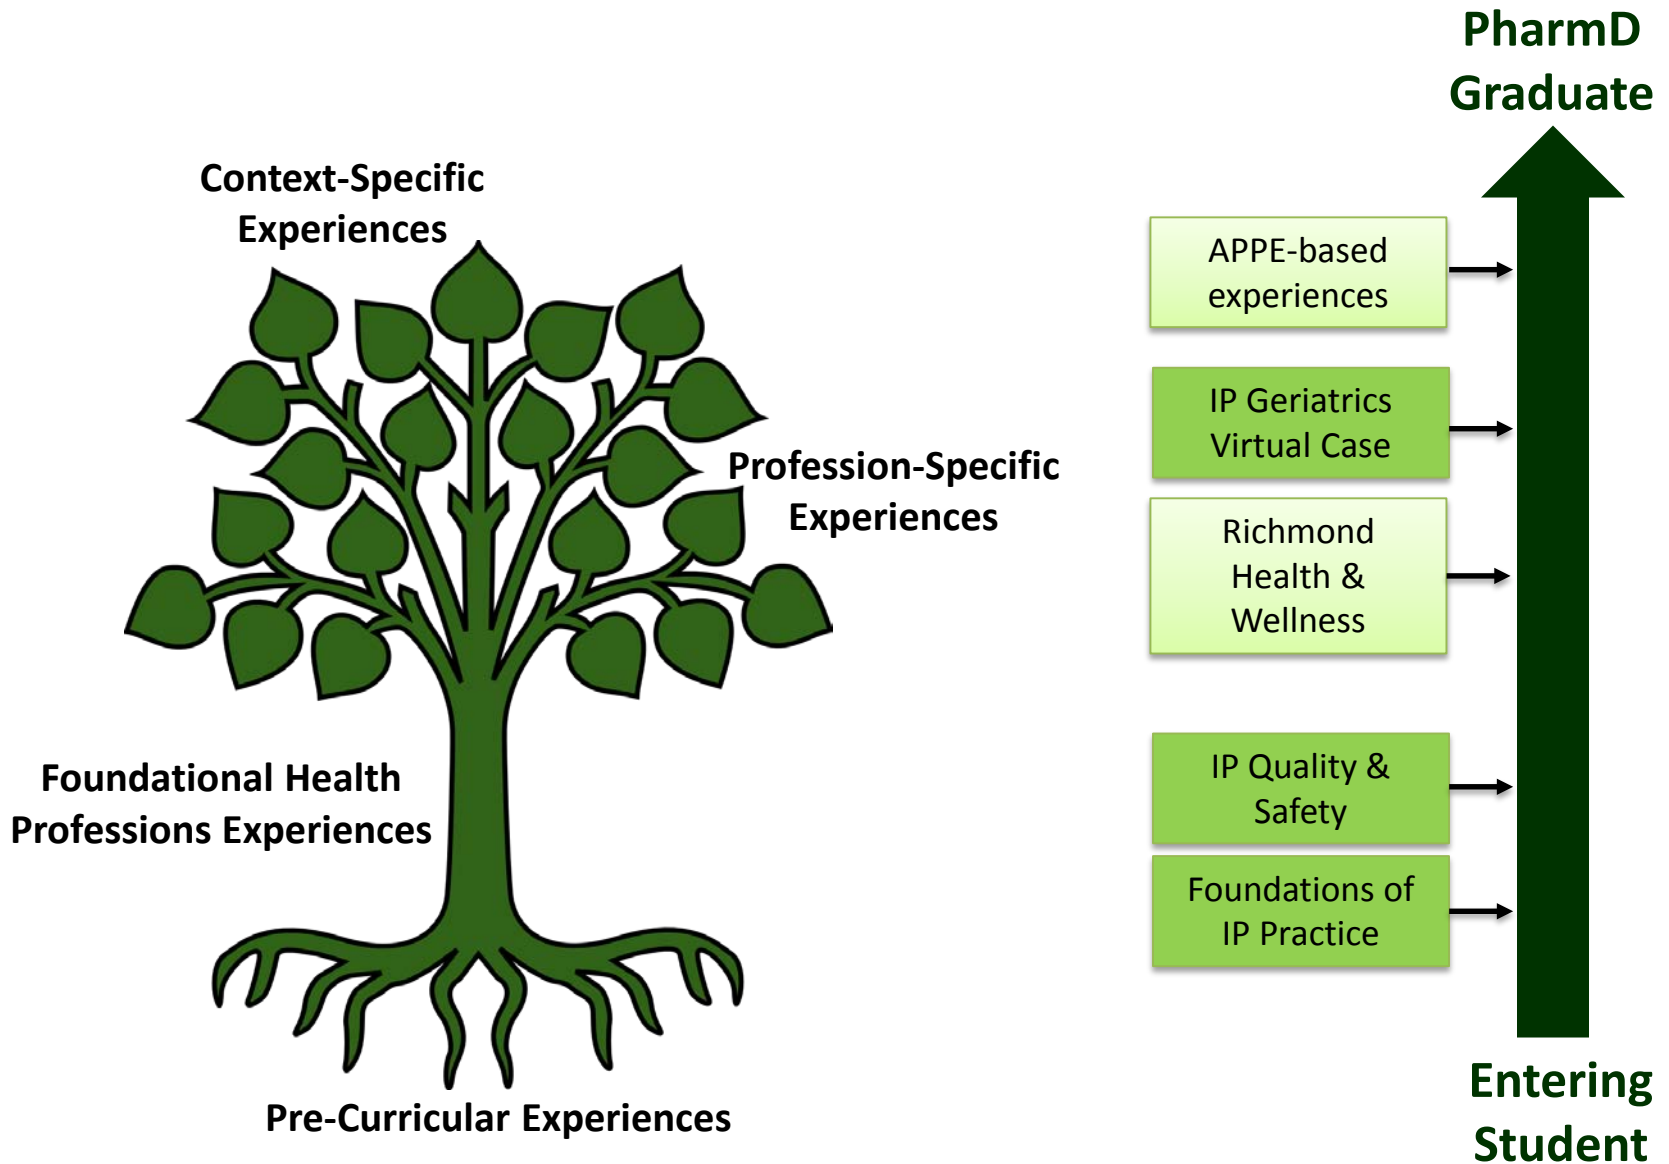 PharmD
Graduate
Context-Specific
Experiences
Profession-Specific
Experiences
Foundational Health
Professions Experiences
Pre-Curricular Experiences
APPE-based
experiences
IP Geriatrics
Virtual Case
Richmond
Health &
Wellness
IP Quality &
Safety
Foundations of
IP Practice
Entering
Student